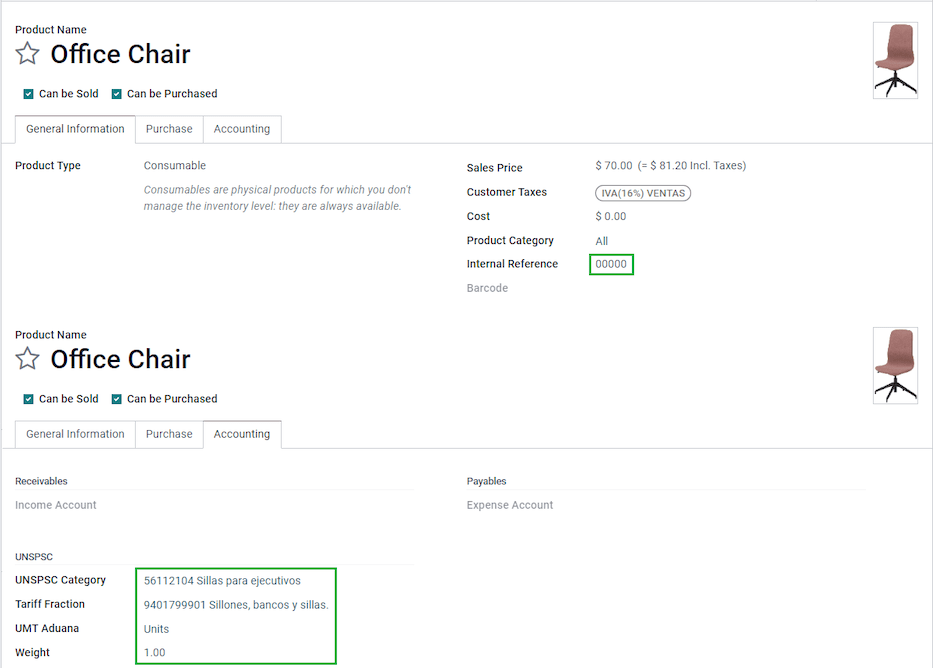 Product Name
Office Chair
Can be Sold Can be Purchased
General Information Purchase Accounting
Product Type Consumable
Consumables are physical products for which you don't
manage the inventory level: they are always available.
Sales Price $ 70.00 (= $ 81.20 Incl. Taxes)
Customer Taxes IVA(16%) VENTAS
Cost $ 0.00
Product Category All
Internal Reference 00000
Barcode
Product Name
Office Chair
Can be Sold Can be Purchased
General Information Purchase Accounting
Receivables Payables
Income Account Expense Account
UNSPSC
UNSPSC Category 56112104 Sillas para ejecutivos
Tariff Fraction 9401799901 Sillones, bancos y sillas.
UMT Aduana Units
Weight 1.00